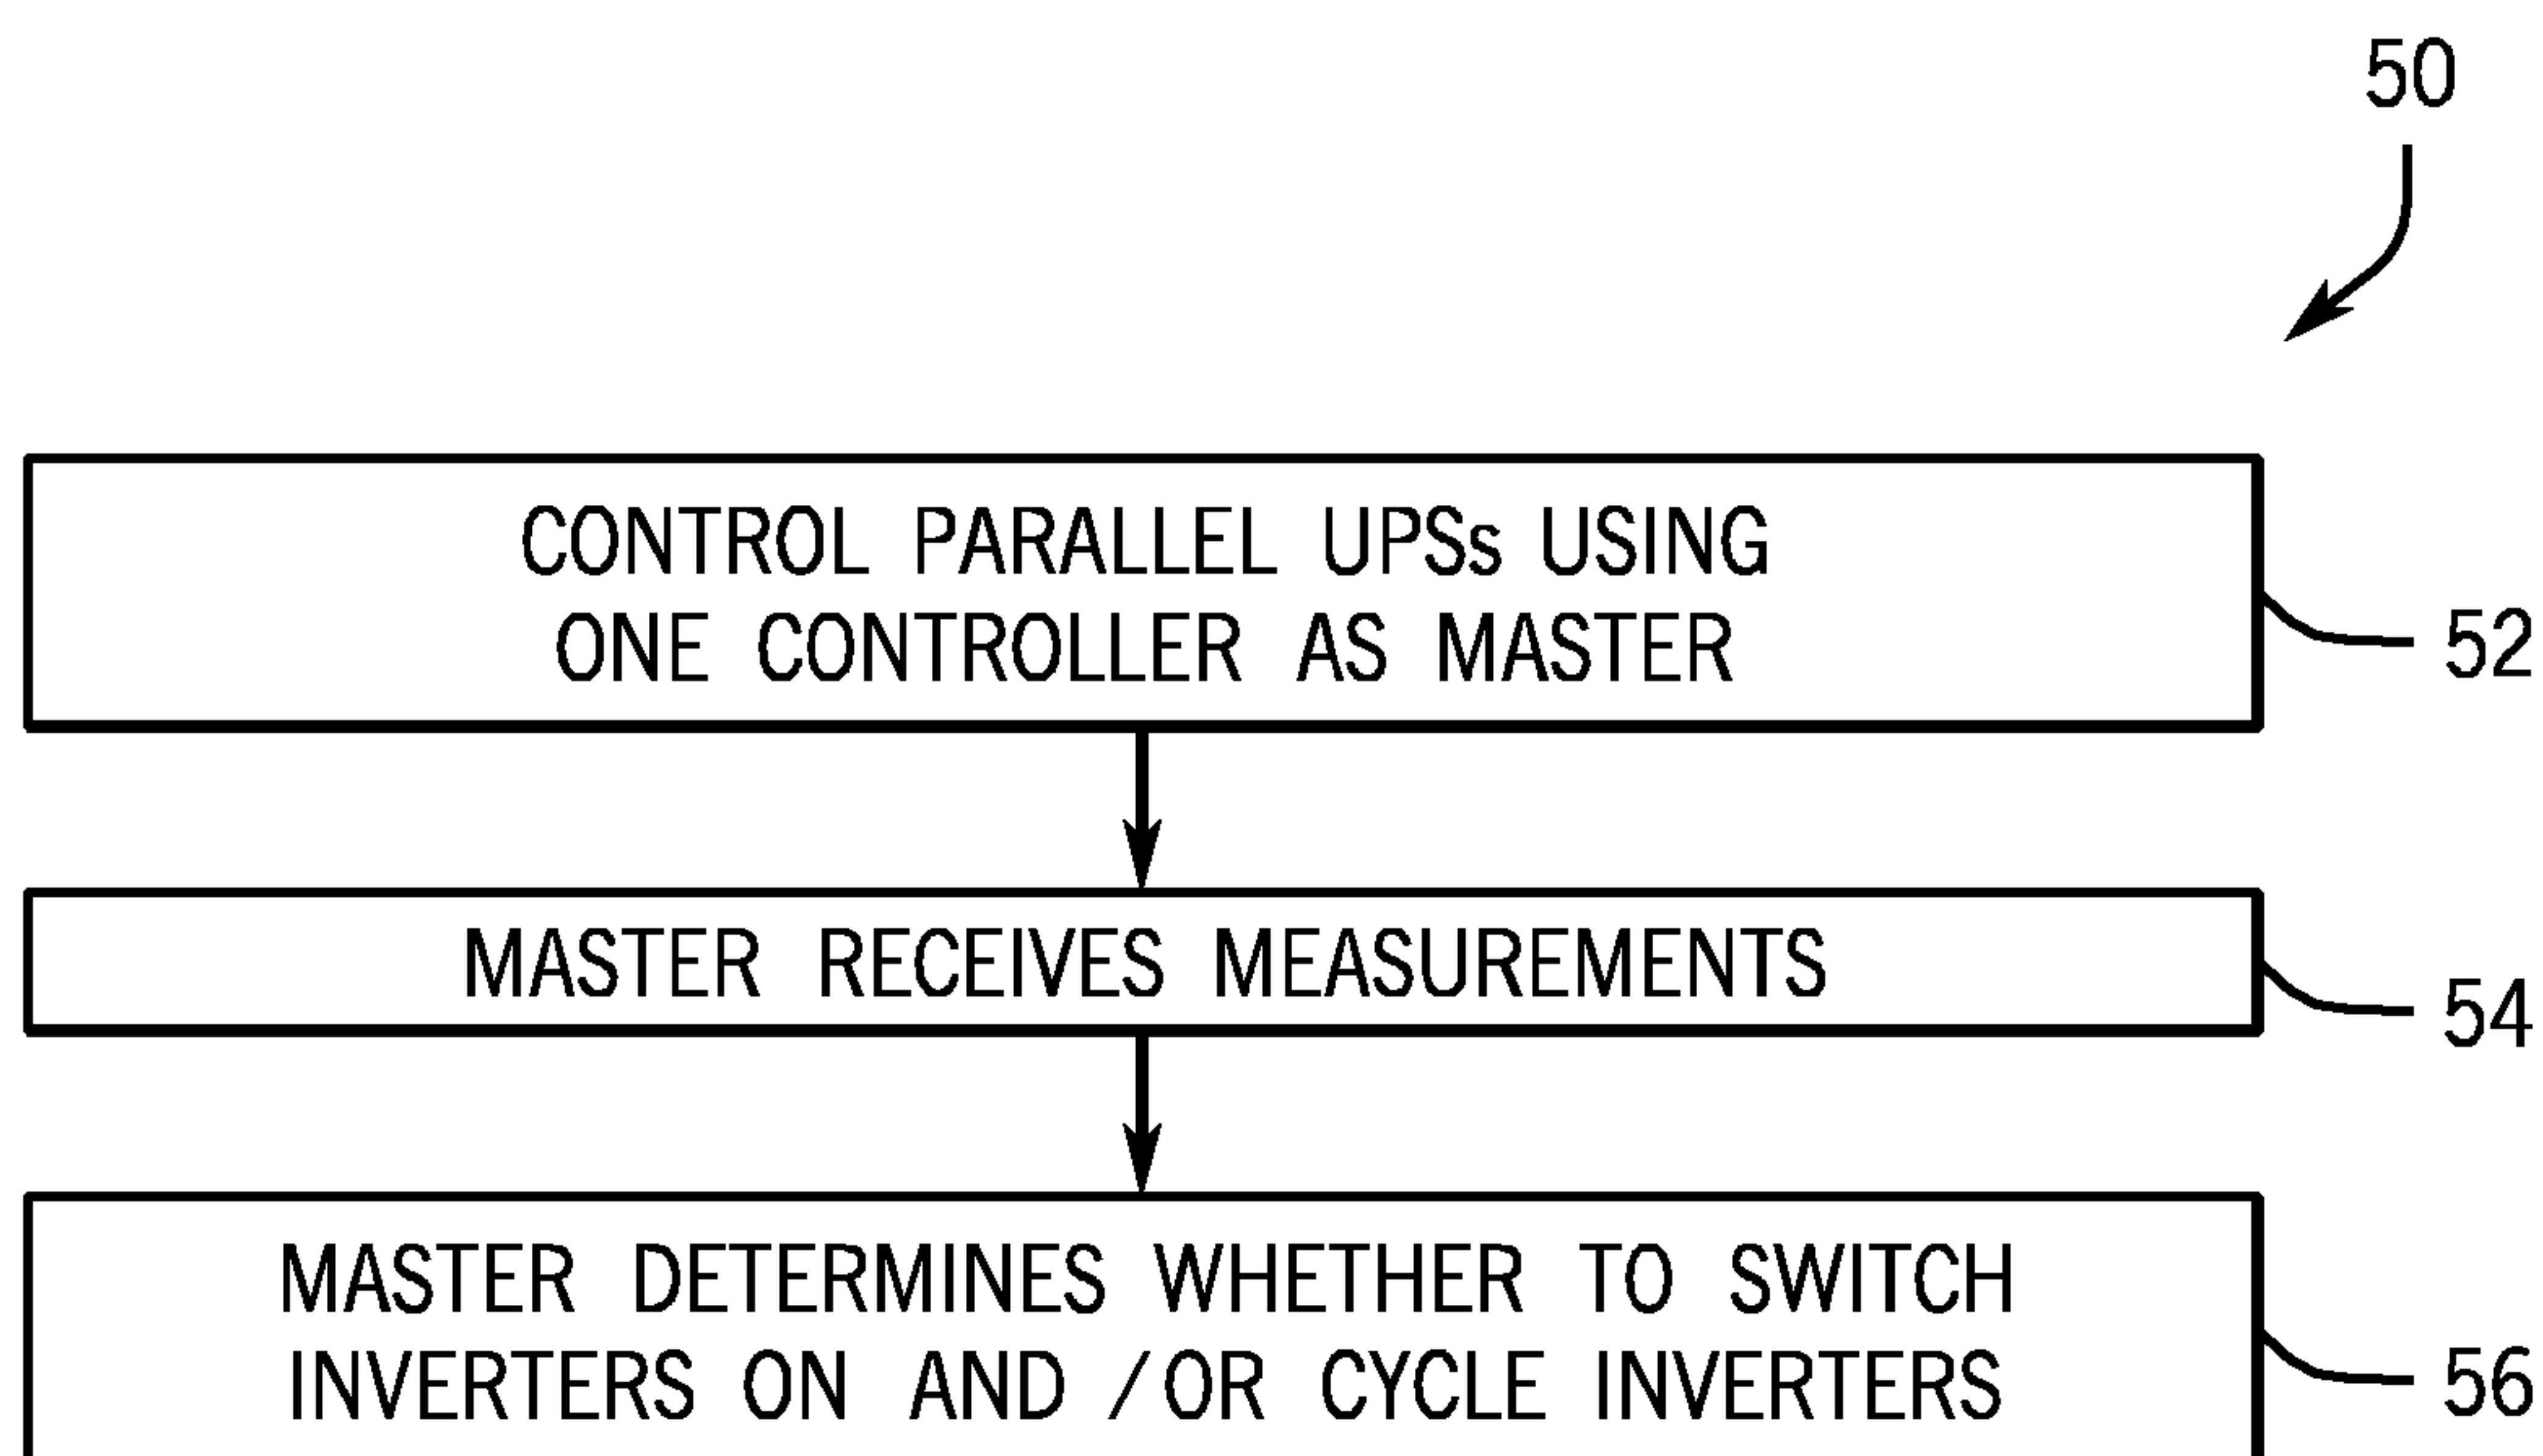 50
CONTROL PARALLEL UPSs USING
ONE CONTROLLER AS MASTER
52
MASTER RECEIVES MEASUREMENTS
54
MASTER DETERMINES WHETHER TO SWITCH
INVERTERS ON AND /OR CYCLE INVERTERS
56